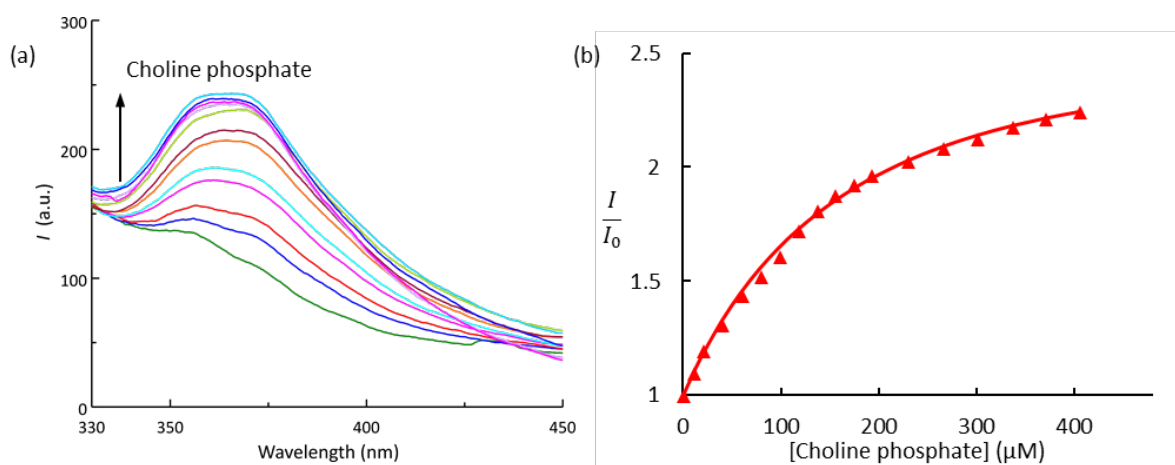 (a)
Choline phosphate
300
200
100
0
I (a.u.)
330
350
400
450
Wavelength (nm)
(b)
2.5
2
1.5
1
I
I0
0
100
200
300
400
[Choline phosphate] (µM)